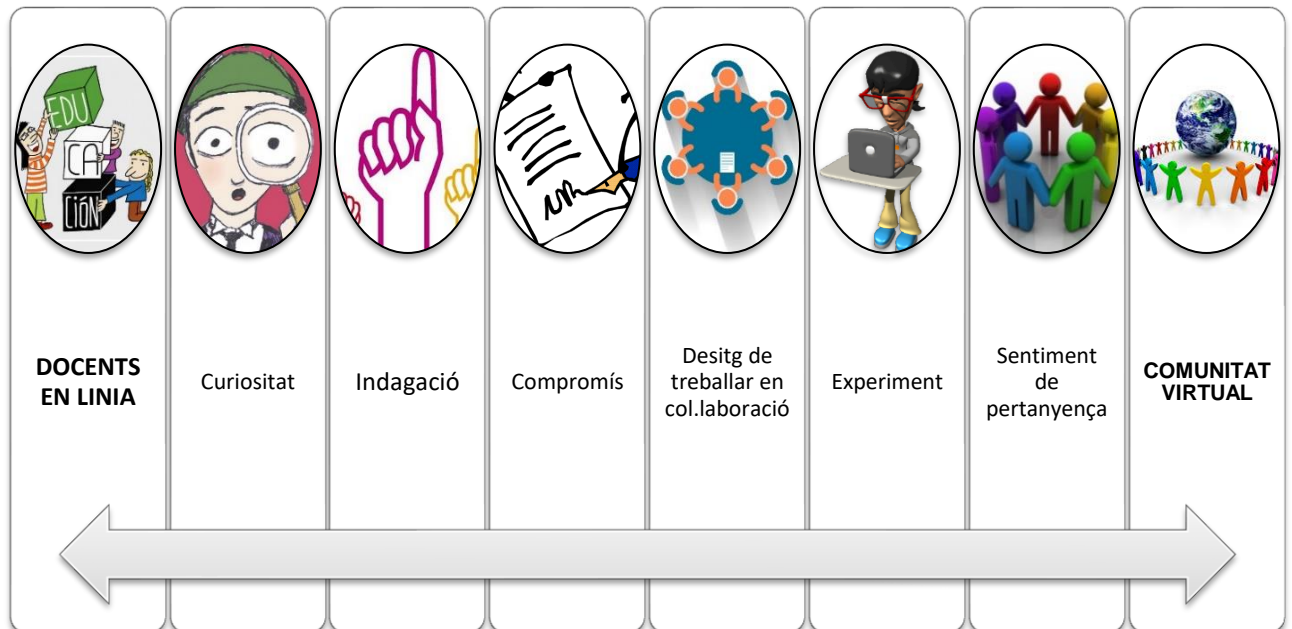 EDU
CA
CIÓN
DOCENTS
EN LINIA
Curiositat
Indagació
Compromís
Desitg de
treballar en
col.laboració
Experiment
Sentiment
de
pertanyença
COMUNITAT
VIRTUAL